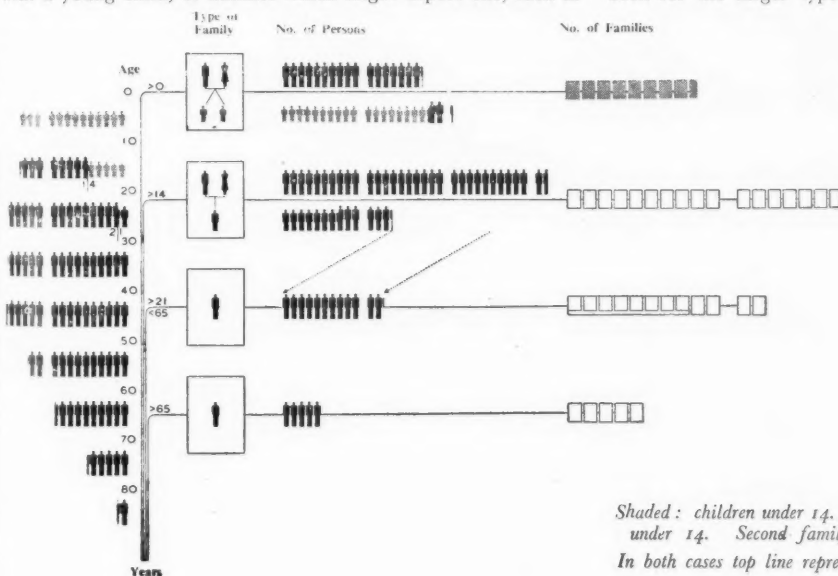 Type of
Family
No. of Persons
No. of Families
Age
0
>0
10
14
20
>14
21
30
40
>21
<65
50
60
>65
70
80
Years
Shaded : children under 14.
under 14. Second famil
In both cases top line repre